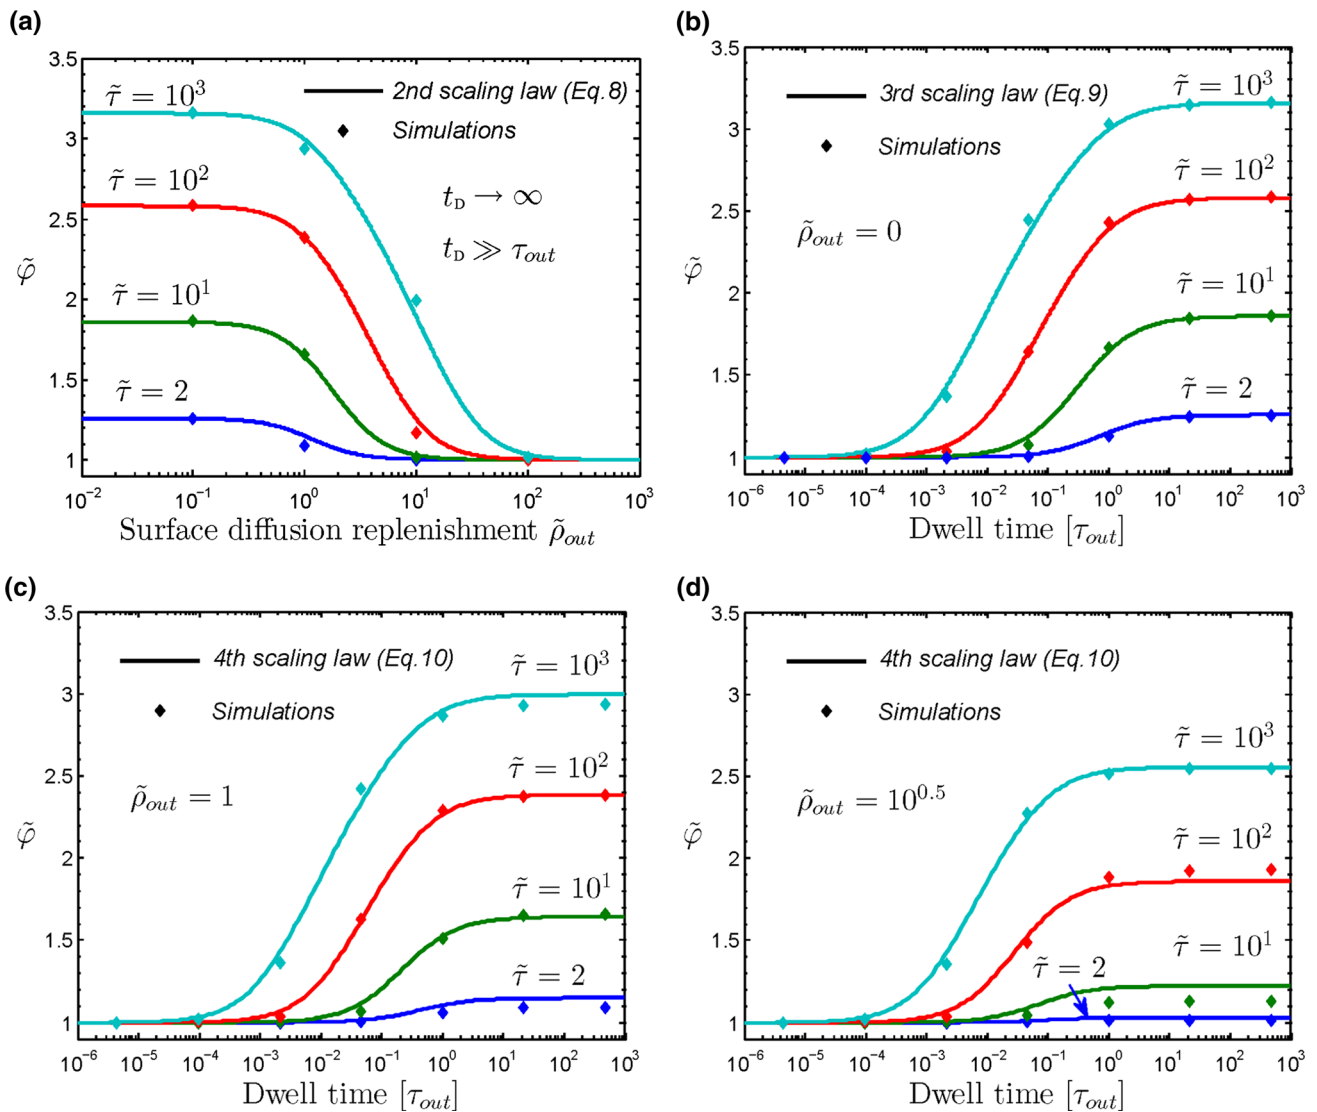 (a)
3.5
3
2.5
2
1.5
1
φ̃
τ̃ = 10³
τ̃ = 10²
τ̃ = 10¹
τ̃ = 2
2nd scaling law (Eq.8)
Simulations
t_D → ∞
t_D ≫ τ_out
10⁻² 10⁻¹ 10⁰ 10¹ 10² 10³
Surface diffusion replenishment ρ̃_out
(b)
3.5
3
2.5
2
1.5
1
φ̃
3rd scaling law (Eq.9)
Simulations
ρ̃_out = 0
τ̃ = 10³
τ̃ = 10²
τ̃ = 10¹
τ̃ = 2
10⁻⁶ 10⁻⁵ 10⁻⁴ 10⁻³ 10⁻² 10⁻¹ 10⁰ 10¹ 10² 10³
Dwell time [τ_out]
(c)
3.5
3
2.5
2
1.5
1
φ̃
4th scaling law (Eq.10)
Simulations
ρ̃_out = 1
τ̃ = 10³
τ̃ = 10²
τ̃ = 10¹
τ̃ = 2
10⁻⁶ 10⁻⁵ 10⁻⁴ 10⁻³ 10⁻² 10⁻¹ 10⁰ 10¹ 10² 10³
Dwell time [τ_out]
(d)
3.5
3
2.5
2
1.5
1
φ̃
4th scaling law (Eq.10)
Simulations
ρ̃_out = 10⁰·⁵
τ̃ = 10³
τ̃ = 10²
τ̃ = 10¹
τ̃ = 2
10⁻⁶ 10⁻⁵ 10⁻⁴ 10⁻³ 10⁻² 10⁻¹ 10⁰ 10¹ 10² 10³
Dwell time [τ_out]